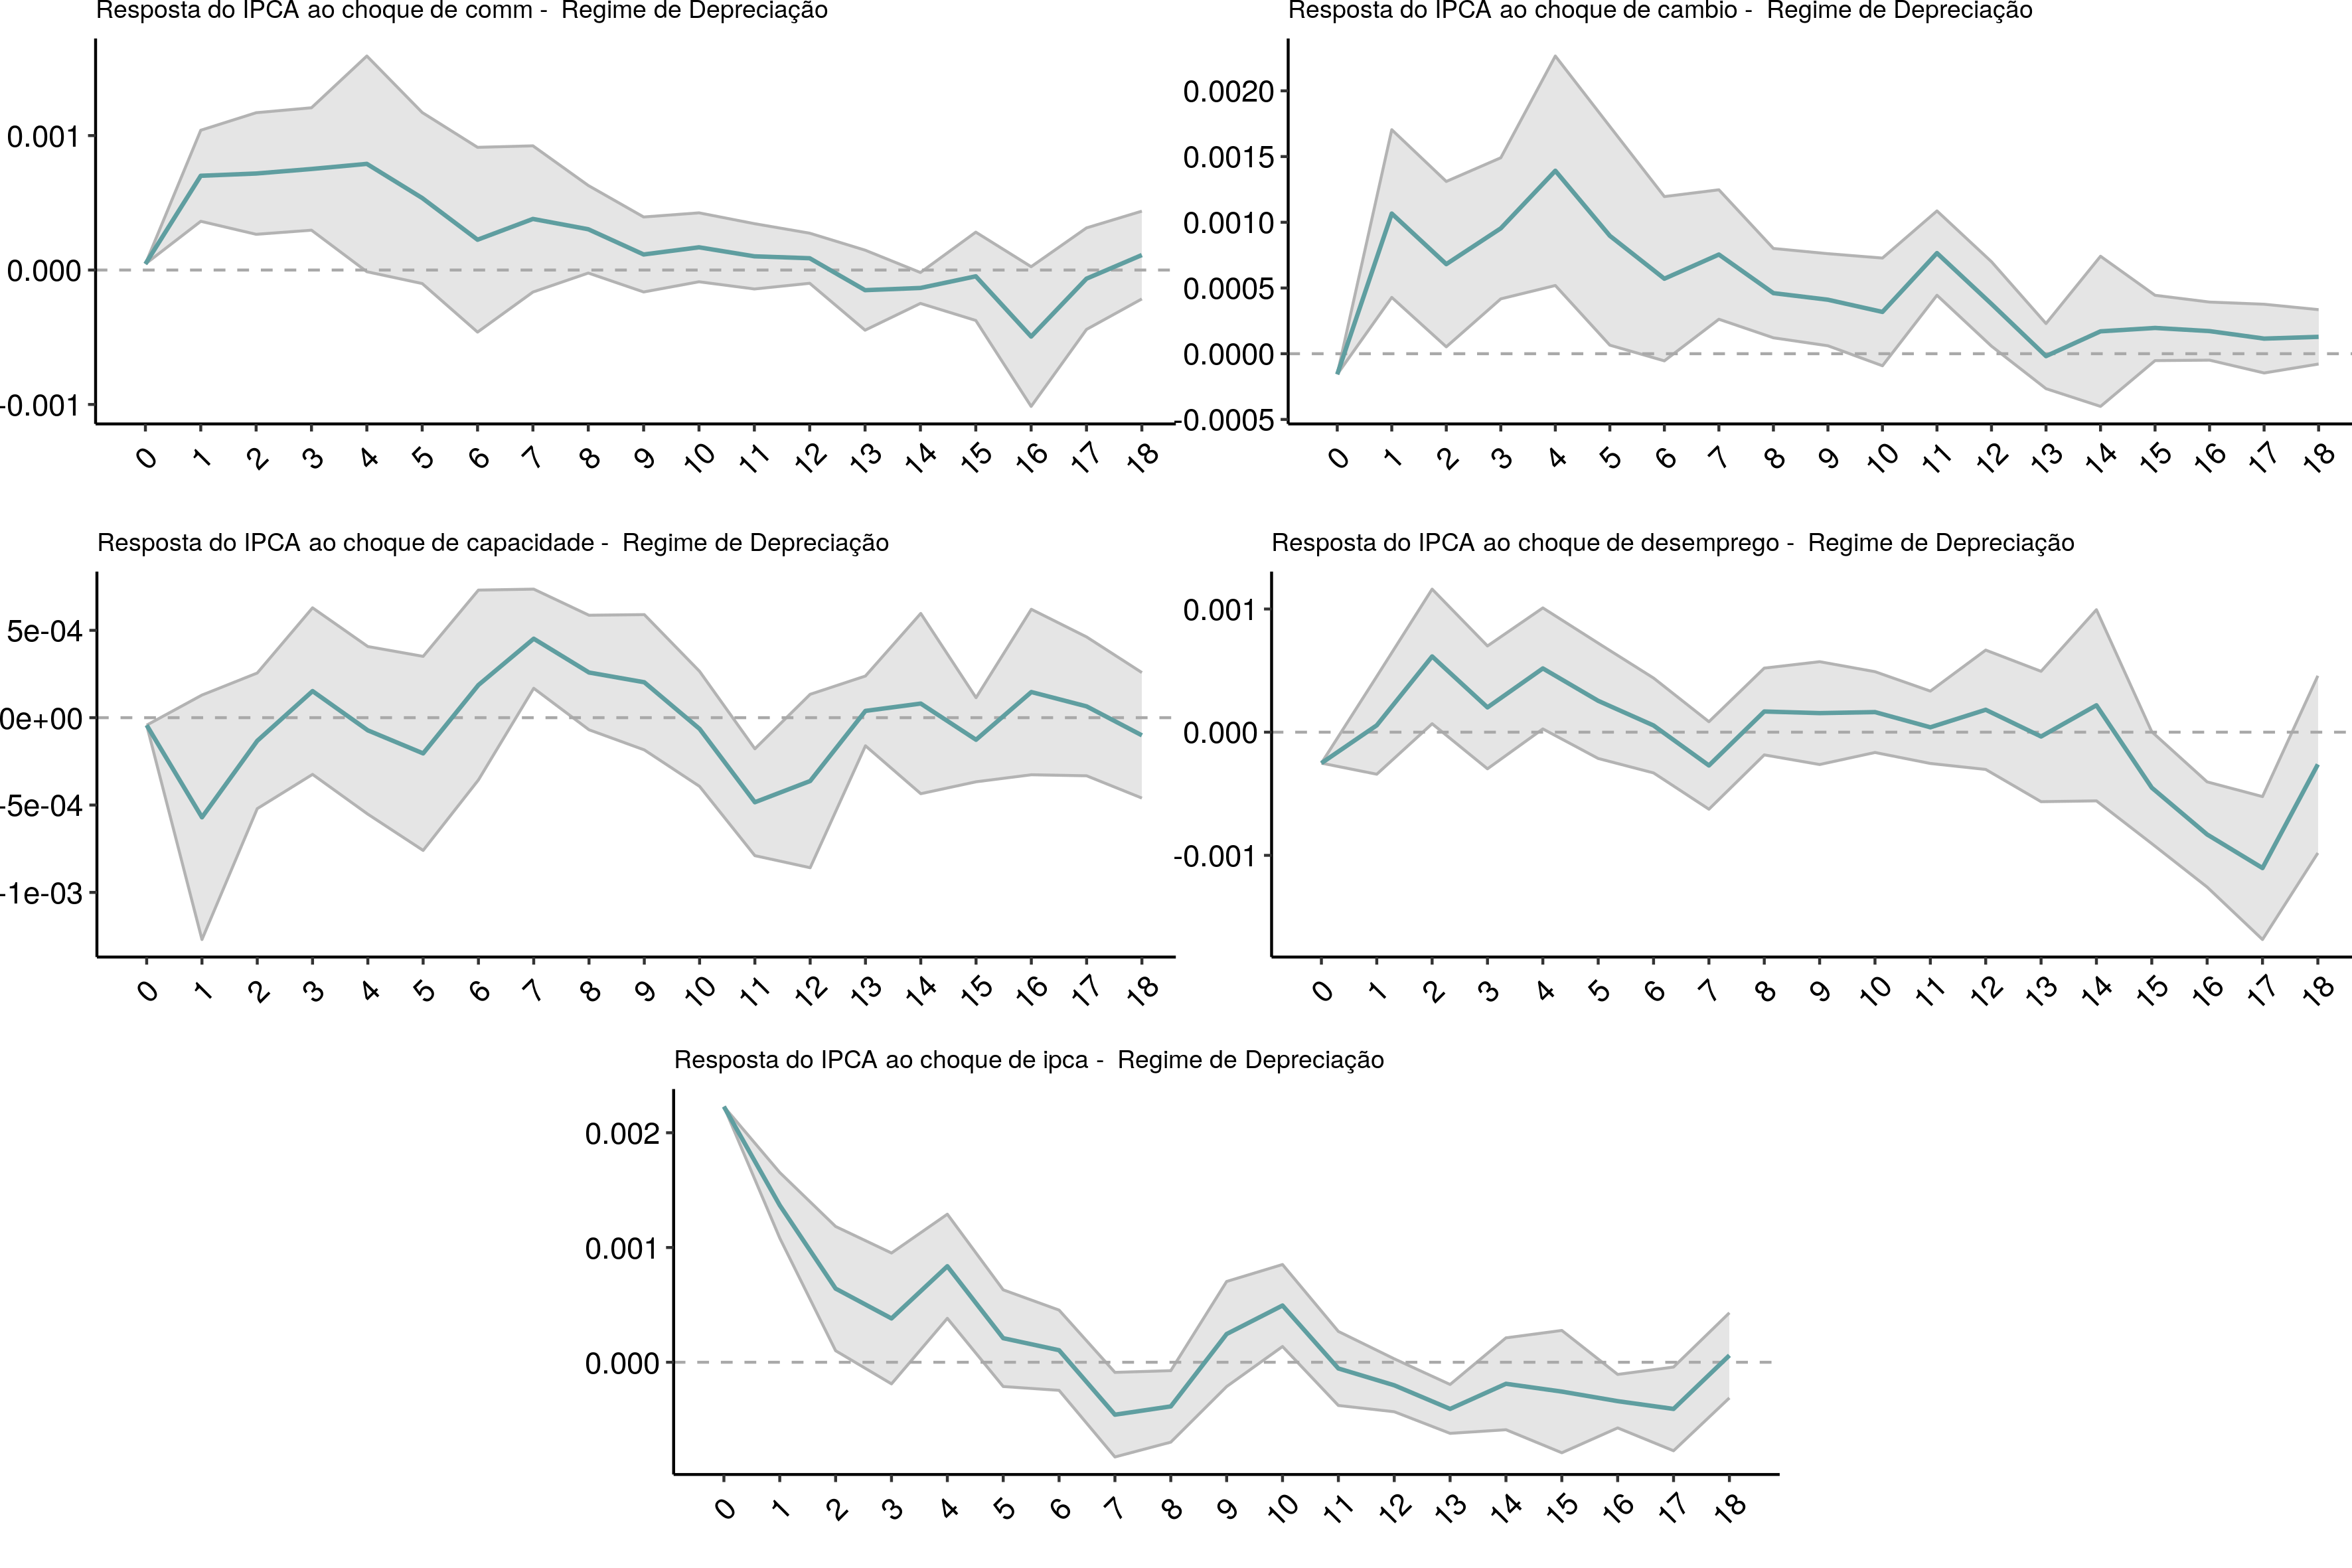 Resposta do IPCA ao choque de comm - Regime de Depreciação
0.001
0.000
-0.001
0 1 2 3 4 5 6 7 8 9 10 11 12 13 14 15 16 17 18
Resposta do IPCA ao choque de cambio - Regime de Depreciação
0.0020
0.0015
0.0010
0.0005
0.0000
-0.0005
0 1 2 3 4 5 6 7 8 9 10 11 12 13 14 15 16 17 18
Resposta do IPCA ao choque de capacidade - Regime de Depreciação
5e-04
0e+00
-5e-04
-1e-03
0 1 2 3 4 5 6 7 8 9 10 11 12 13 14 15 16 17 18
Resposta do IPCA ao choque de desemprego - Regime de Depreciação
0.001
0.000
-0.001
0 1 2 3 4 5 6 7 8 9 10 11 12 13 14 15 16 17 18
Resposta do IPCA ao choque de ipca - Regime de Depreciação
0.002
0.001
0.000
0 1 2 3 4 5 6 7 8 9 10 11 12 13 14 15 16 17 18